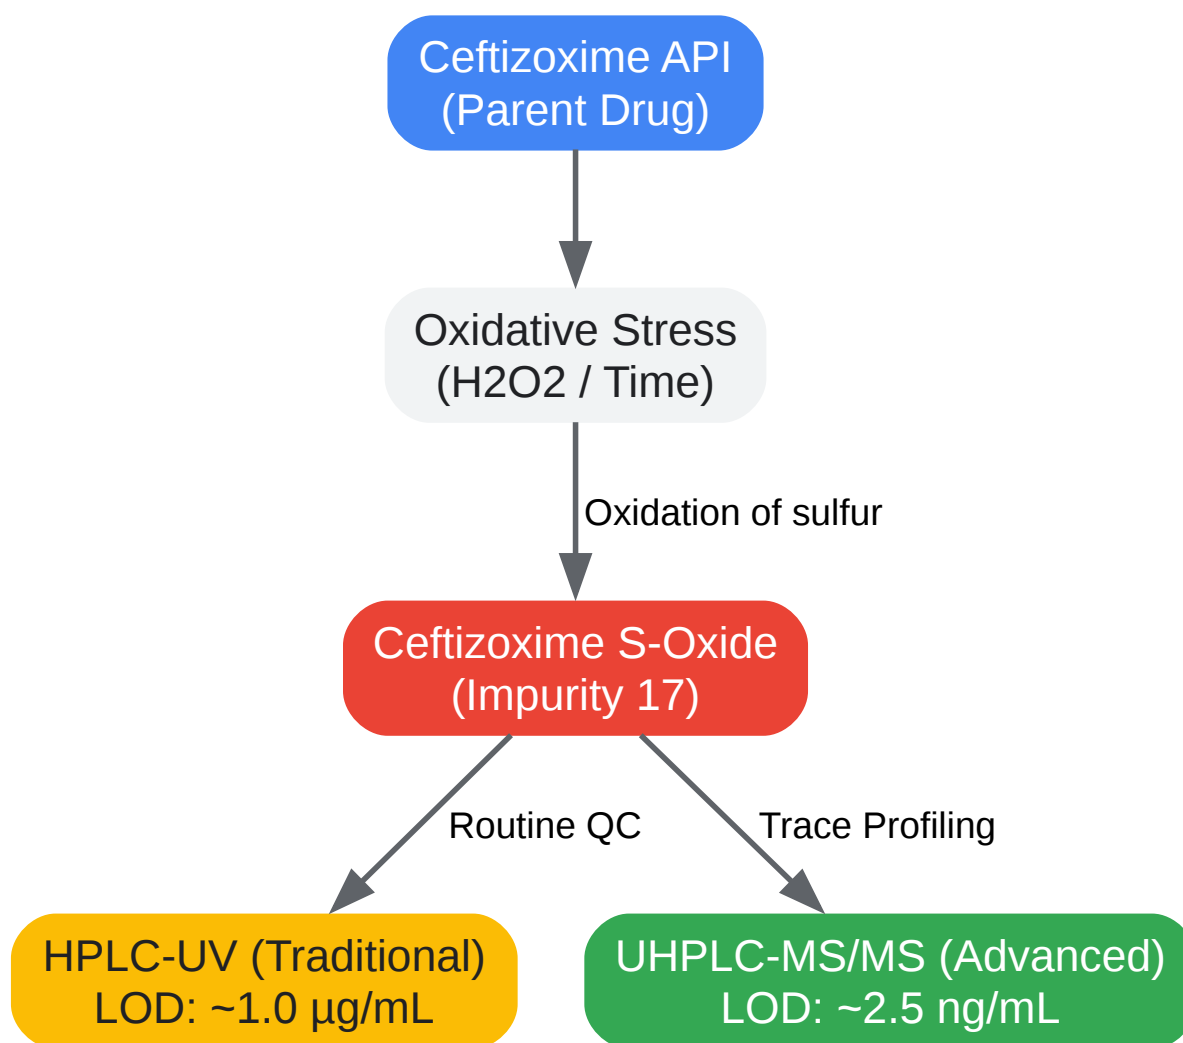 Ceftizoxime API
(Parent Drug)
Oxidative Stress
(H2O2 / Time)
Oxidation of sulfur
Ceftizoxime S-Oxide
(Impurity 17)
Routine QC
Trace Profiling
HPLC-UV (Traditional)
LOD: ~1.0 µg/mL
UHPLC-MS/MS (Advanced)
LOD: ~2.5 ng/mL